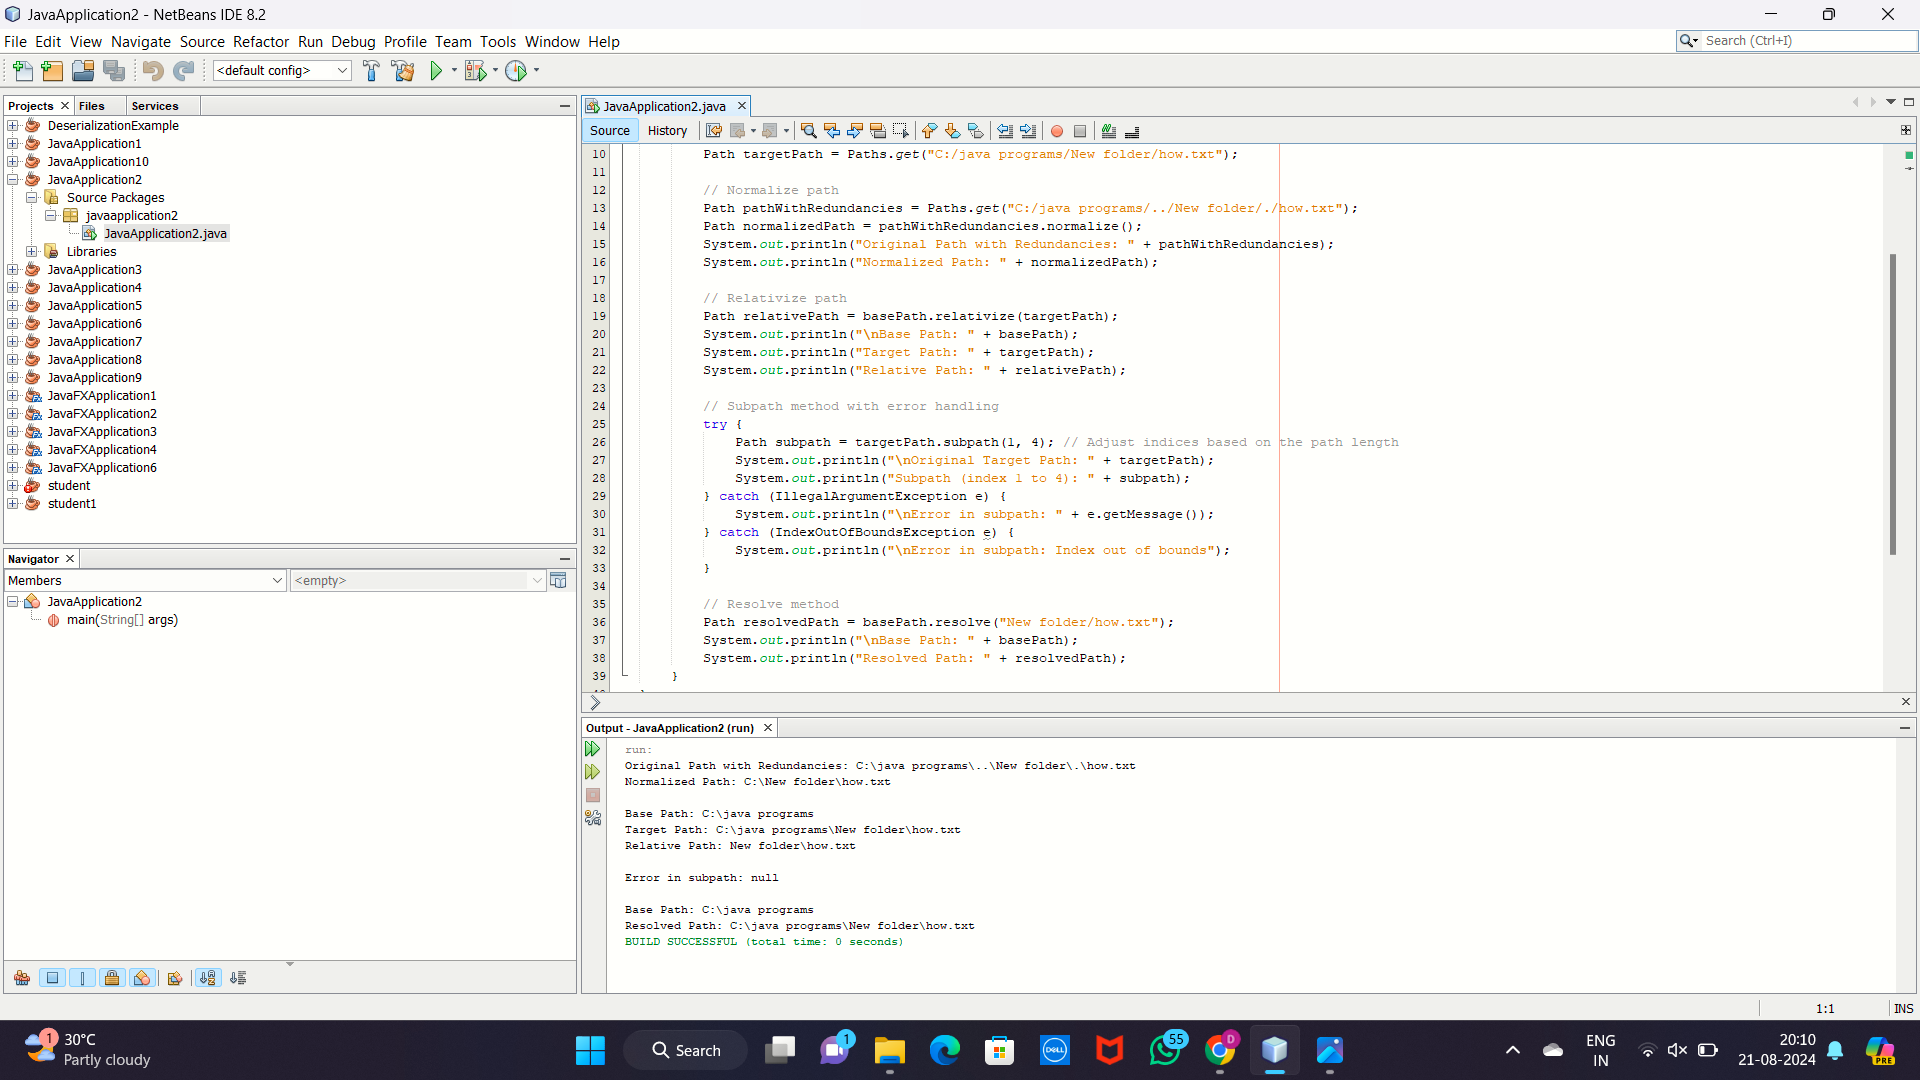 JavaApplication2 - NetBeans IDE 8.2
File Edit View Navigate Source Refactor Run Debug Profile Team Tools Window Help
Search (Ctrl+I)
<default config>
Projects
Files
Services
DeserializationExample
JavaApplication1
JavaApplication10
JavaApplication2
Source Packages
javaapplication2
JavaApplication2.java
Libraries
JavaApplication3
JavaApplication4
JavaApplication5
JavaApplication6
JavaApplication7
JavaApplication8
JavaApplication9
JavaFXApplication1
JavaFXApplication2
JavaFXApplication3
JavaFXApplication4
JavaFXApplication6
student
student1
Navigator
Members
<empty>
JavaApplication2
main(String[] args)
JavaApplication2.java
Source History
10 Path targetPath = Paths.get("C:/java programs/New folder/how.txt");
11
12 // Normalize path
13 Path pathWithRedundancies = Paths.get("C:/java programs/../New folder/./how.txt");
14 Path normalizedPath = pathWithRedundancies.normalize();
15 System.out.println("Original Path with Redundancies: " + pathWithRedundancies);
16 System.out.println("Normalized Path: " + normalizedPath);
17
18 // Relativize path
19 Path relativePath = basePath.relativize(targetPath);
20 System.out.println("\nBase Path: " + basePath);
21 System.out.println("Target Path: " + targetPath);
22 System.out.println("Relative Path: " + relativePath);
23
24 // Subpath method with error handling
25 try {
26 Path subpath = targetPath.subpath(1, 4); // Adjust indices based on the path length
27 System.out.println("\nOriginal Target Path: " + targetPath);
28 System.out.println("Subpath (index 1 to 4): " + subpath);
29 } catch (IllegalArgumentException e) {
30 System.out.println("\nError in subpath: " + e.getMessage());
31 } catch (IndexOutOfBoundsException e) {
32 System.out.println("\nError in subpath: Index out of bounds");
33 }
34
35 // Resolve method
36 Path resolvedPath = basePath.resolve("New folder/how.txt");
37 System.out.println("\nBase Path: " + basePath);
38 System.out.println("Resolved Path: " + resolvedPath);
39 }
Output - JavaApplication2 (run)
run:
Original Path with Redundancies: C:\java programs\..\New folder\.\how.txt
Normalized Path: C:\New folder\how.txt
Base Path: C:\java programs
Target Path: C:\java programs\New folder\how.txt
Relative Path: New folder\how.txt
Error in subpath: null
Base Path: C:\java programs
Resolved Path: C:\java programs\New folder\how.txt
BUILD SUCCESSFUL (total time: 0 seconds)
1:1 INS
1
30°C
Partly cloudy
Search
1
DELL
55
D
ENG
IN
20:10
21-08-2024
PRE